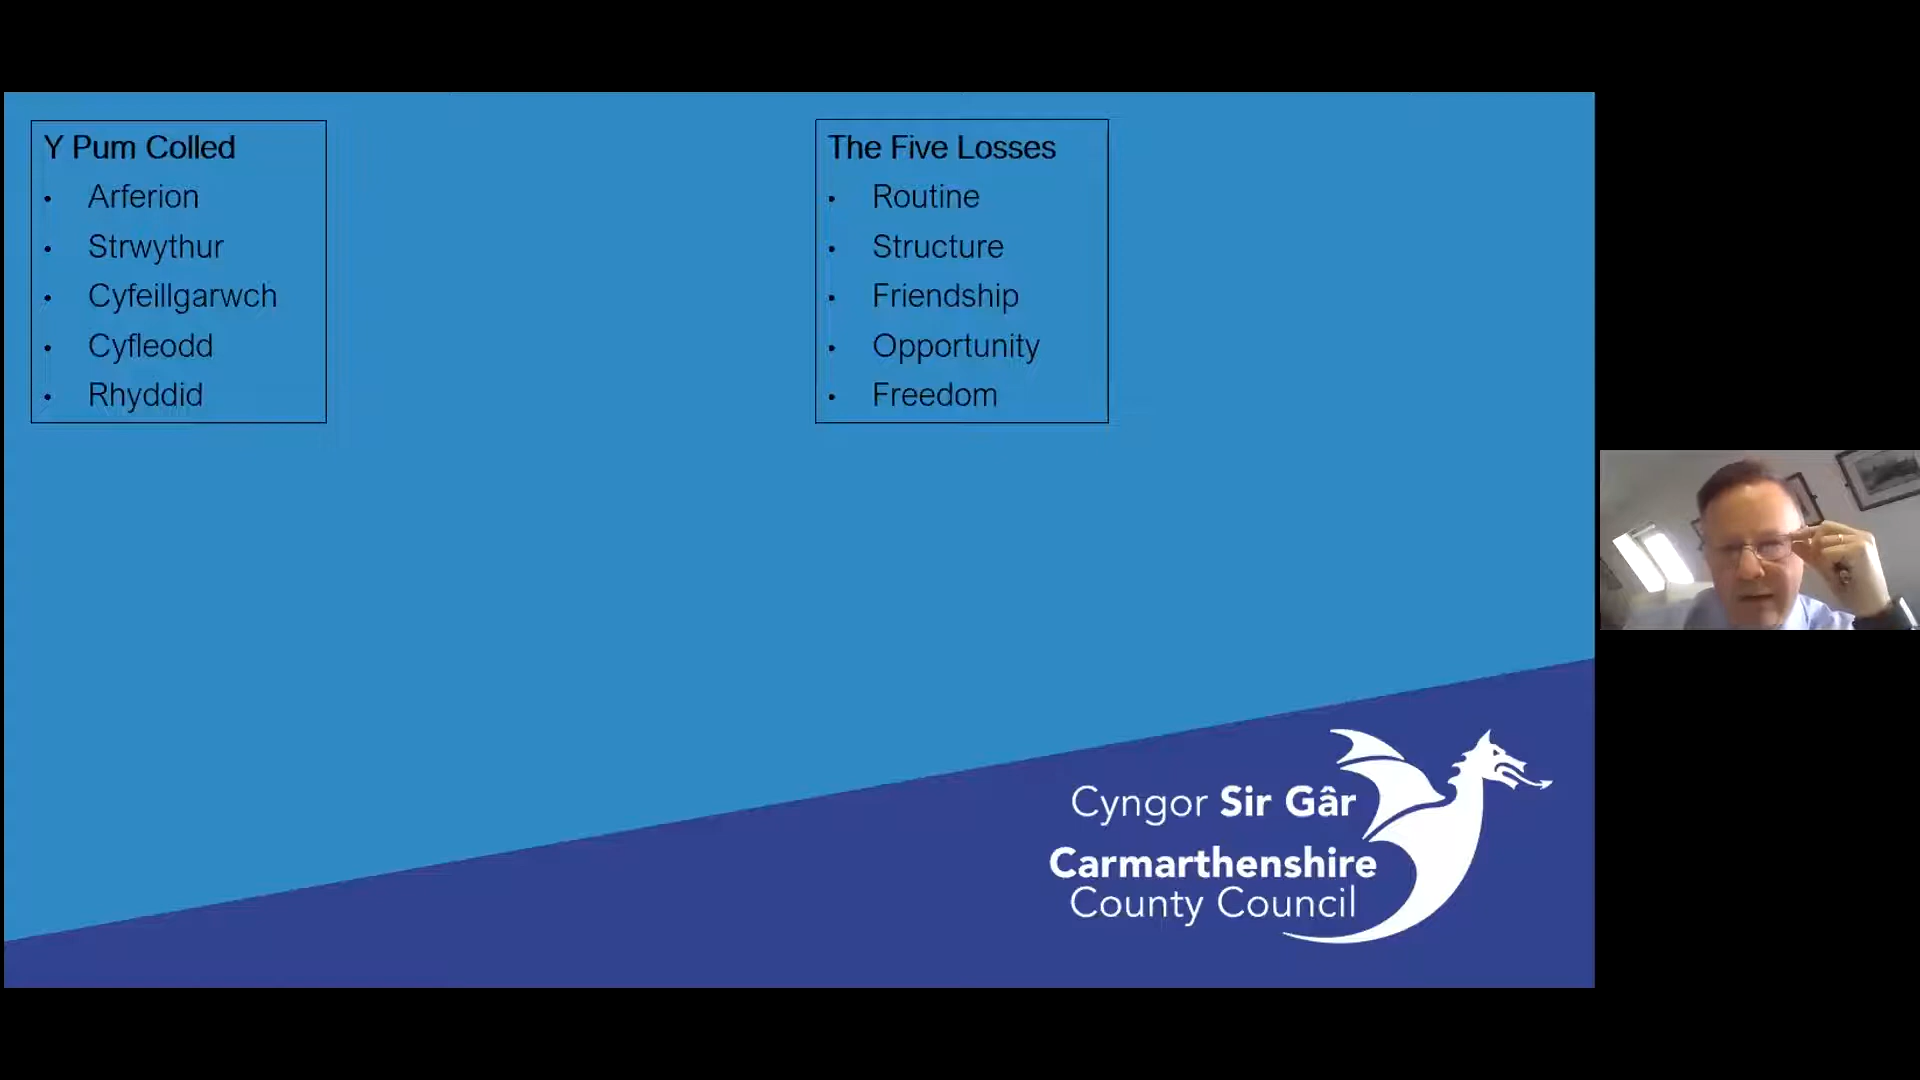 Y Pum Colled
• Arferion
• Strwythur
• Cyfeillgarwch
• Cyfleodd
• Rhyddid
The Five Losses
• Routine
• Structure
• Friendship
• Opportunity
• Freedom
Cyngor Sir Gâr
Carmarthenshire
County Council